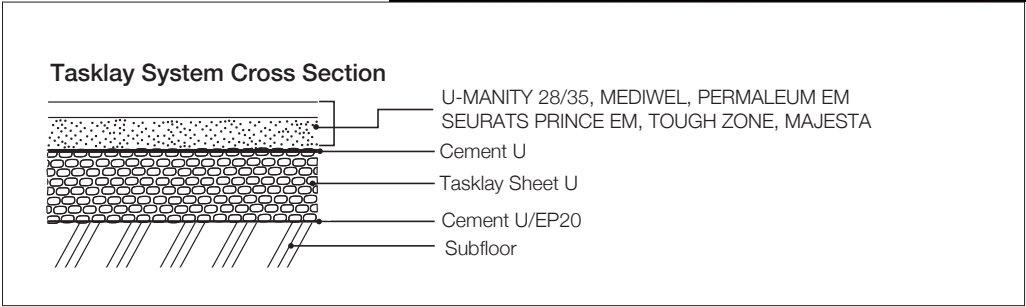 Tasklay System Cross Section
U-MANITY 28/35, MEDIWEL, PERMALEUM EM
SEURATS PRINCE EM, TOUGH ZONE, MAJESTA
Cement U
Tasklay Sheet U
Cement U/EP20
Subfloor